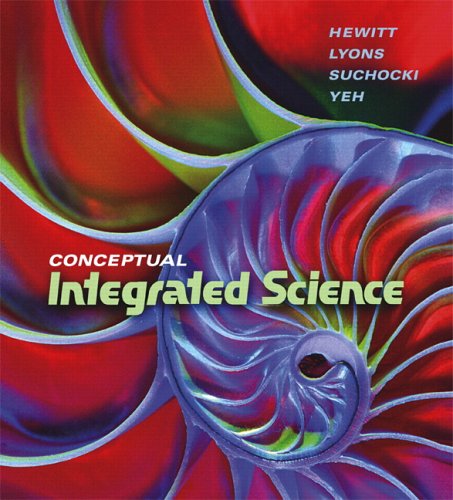 HEWITT
LYONS
SUCHOCKI
YEH
CONCEPTUAL
Integrated Science